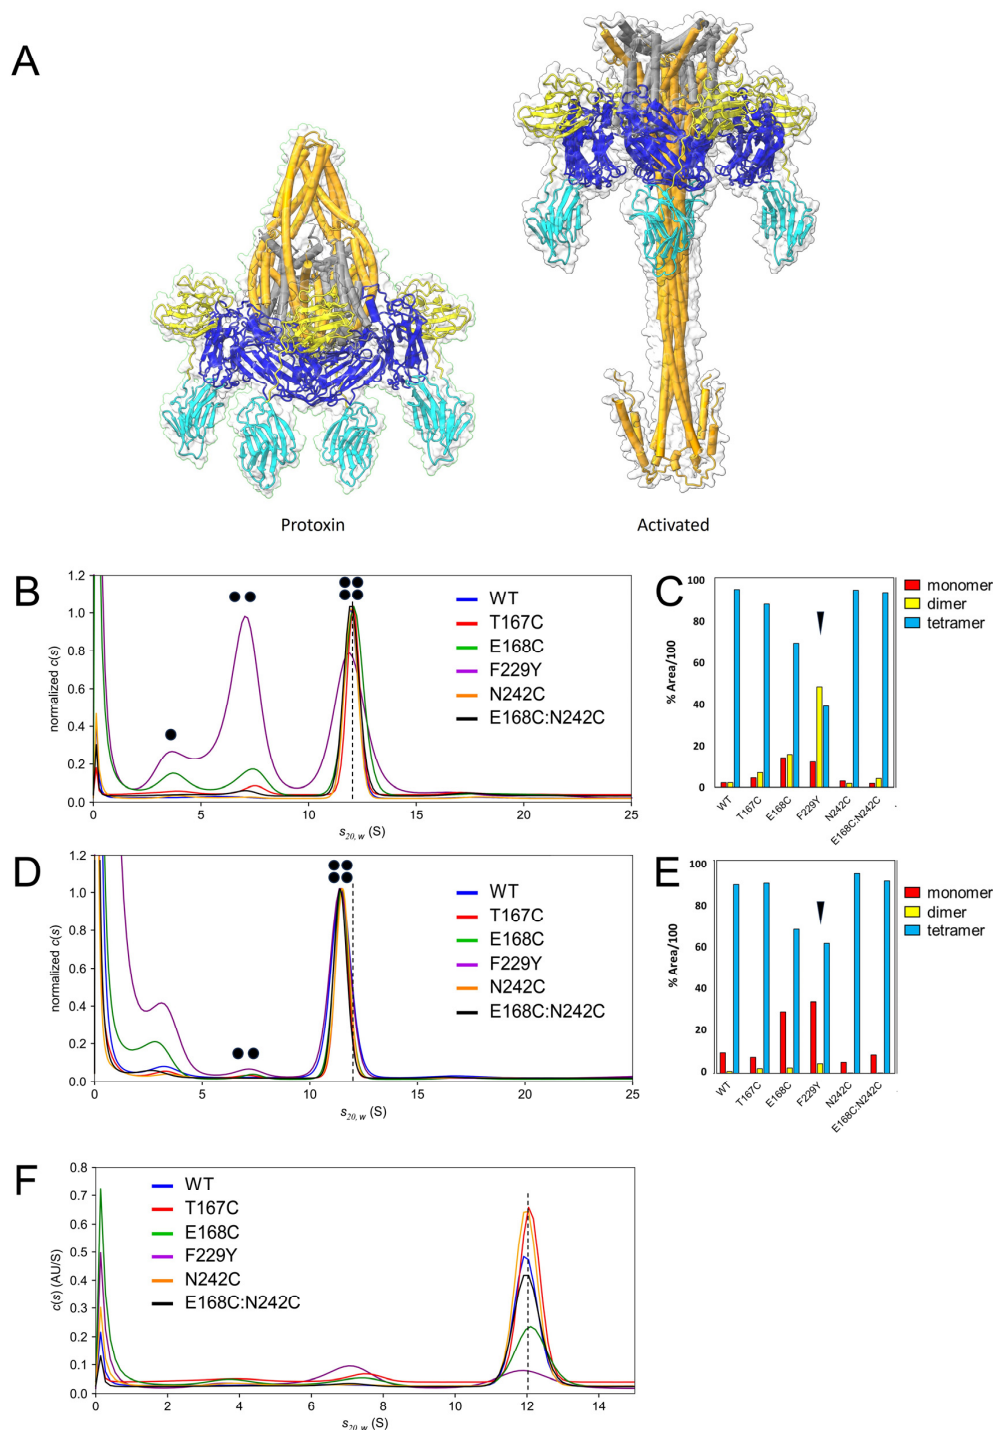 A
Protoxin
Activated
B
1.2
1.0
0.8
0.6
0.4
0.2
0.0
normalized c(s)
0
5
10
15
20
25
s20, w (S)
WT
T167C
E168C
F229Y
N242C
E168C:N242C
C
100
80
60
40
20
0
% Area/100
WT
T167C
E168C
F229Y
N242C
E168C:N242C
monomer
dimer
tetramer
D
1.2
1.0
0.8
0.6
0.4
0.2
0.0
normalized c(s)
0
5
10
15
20
25
s20, w (S)
WT
T167C
E168C
F229Y
N242C
E168C:N242C
E
100
80
60
40
20
0
% Area/100
WT
T167C
E168C
F229Y
N242C
E168C:N242C
monomer
dimer
tetramer
F
0.8
0.7
0.6
0.5
0.4
0.3
0.2
0.1
0.0
c(s) (AU/S)
0
2
4
6
8
10
12
14
s20, w (S)
WT
T167C
E168C
F229Y
N242C
E168C:N242C